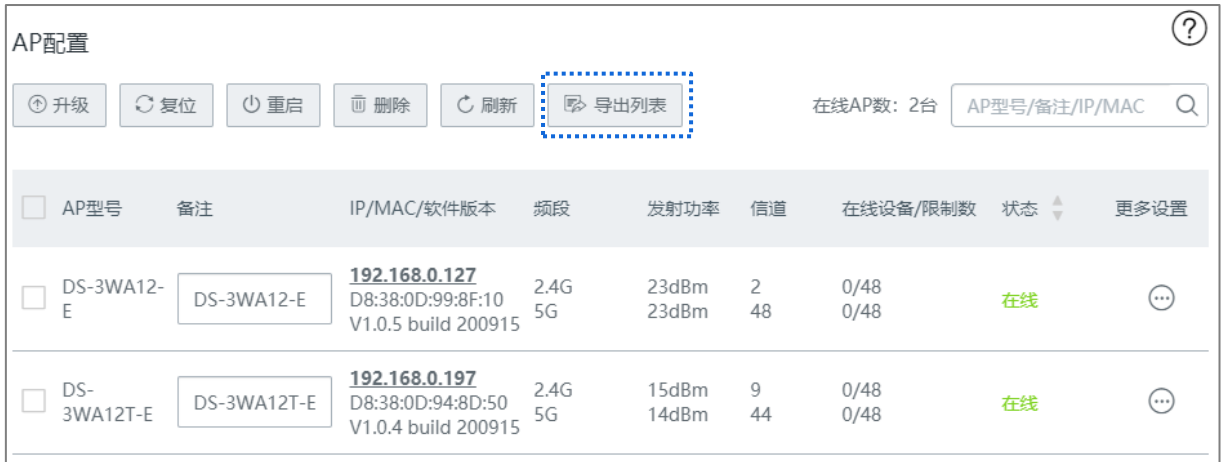 AP配置
?
升级 复位 重启 删除 刷新 导出列表 在线AP数：2台 AP型号/备注/IP/MAC
AP型号 备注 IP/MAC/软件版本 频段 发射功率 信道 在线设备/限制数 状态 更多设置
DS-3WA12-
E
DS-3WA12-E
192.168.0.127
D8:38:0D:99:8F:10
V1.0.5 build 200915
2.4G 23dBm 2 0/48
5G 23dBm 48 0/48
在线
DS-
3WA12T-E
DS-3WA12T-E
192.168.0.197
D8:38:0D:94:8D:50
V1.0.4 build 200915
2.4G 15dBm 9 0/48
5G 14dBm 44 0/48
在线